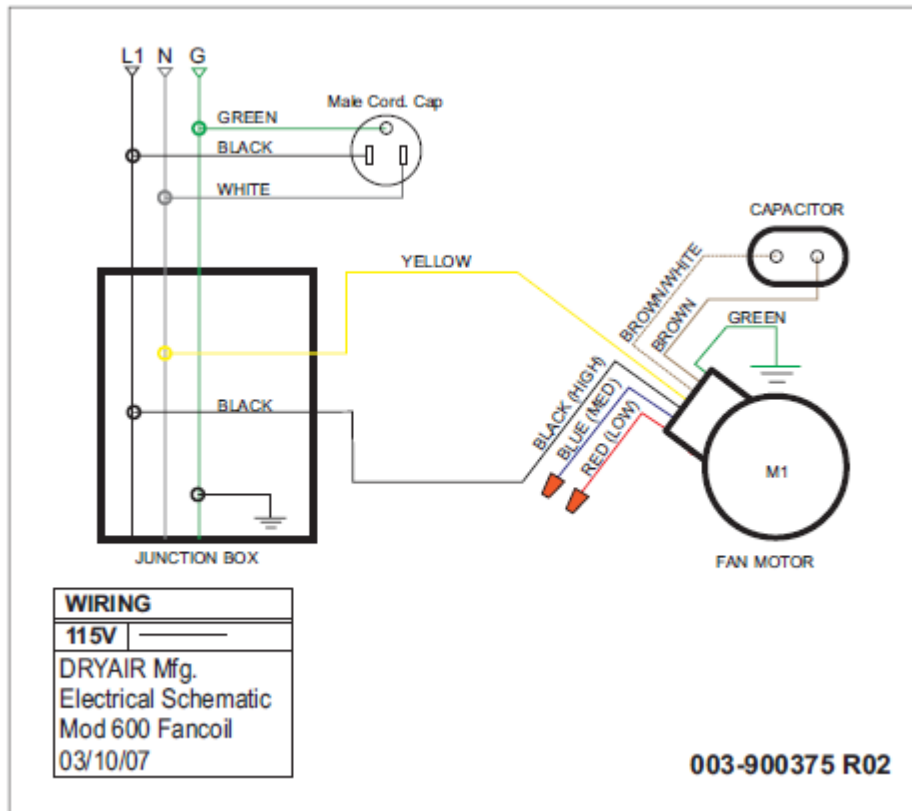 L1 N G
Male Cord. Cap
GREEN
BLACK
WHITE
CAPACITOR
YELLOW
BROWN/WHITE
BROWN
GREEN
BLACK (HIGH)
BLUE (MED)
RED (LOW)
BLACK
M1
JUNCTION BOX
FAN MOTOR
WIRING
115V
DRYAIR Mfg.
Electrical Schematic
Mod 600 Fancoil
03/10/07
003-900375 R02